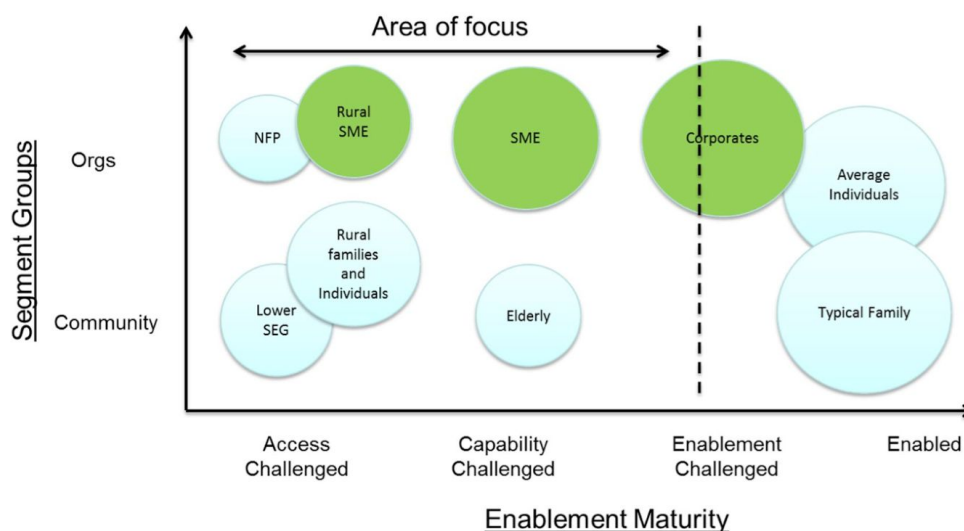 Area of focus
Segment Groups
Orgs
Community
NFP
Rural
SME
SME
Corporates
Average
Individuals
Rural
families
and
Individuals
Lower
SEG
Elderly
Typical Family
Access
Challenged
Capability
Challenged
Enablement
Challenged
Enabled
Enablement Maturity